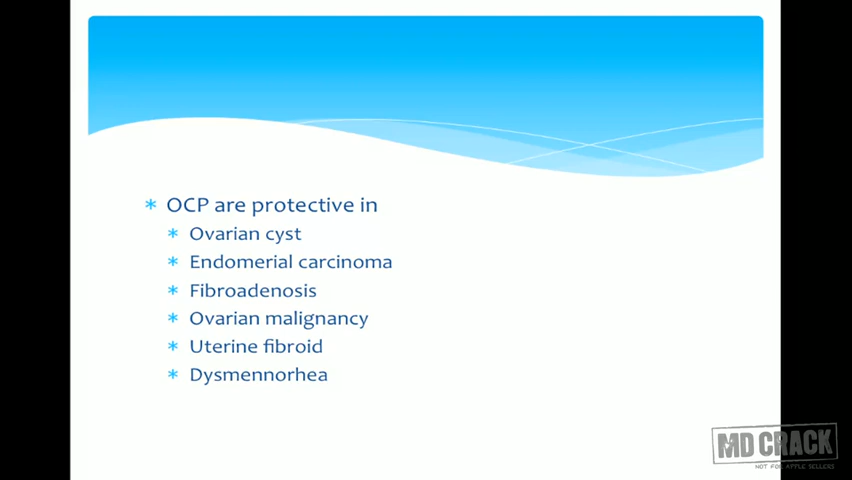 * OCP are protective in
* Ovarian cyst
* Endomerial carcinoma
* Fibroadenosis
* Ovarian malignancy
* Uterine fibroid
* Dysmennorhea
MD CRACK
NOT FOR APPLE SELLERS